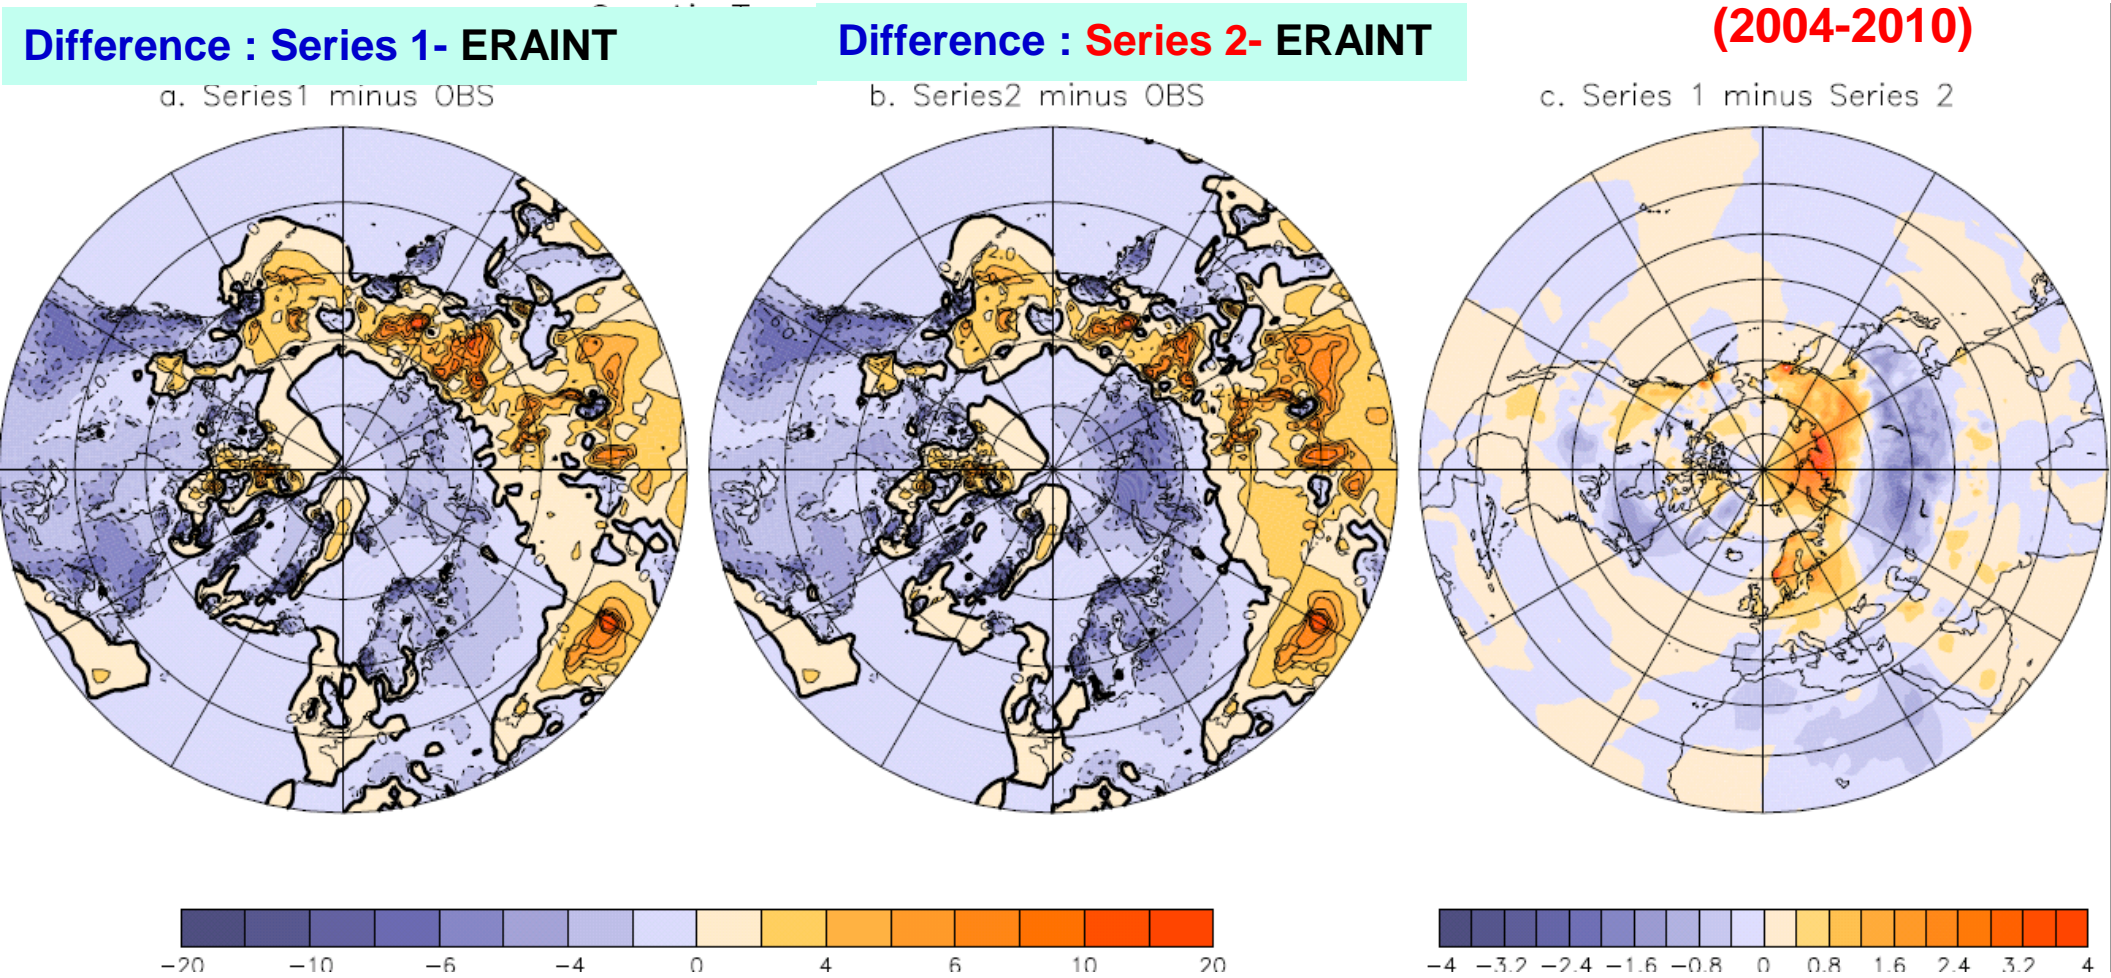 Difference : Series 1- ERAINT
Difference : Series 2- ERAINT
(2004-2010)
a. Series1 minus OBS
b. Series2 minus OBS
c. Series 1 minus Series 2
-20 -10 -6 -4 0 4 6 10 20
-4 -3.2 -2.4 -1.6 -0.8 0 0.8 1.6 2.4 3.2 4